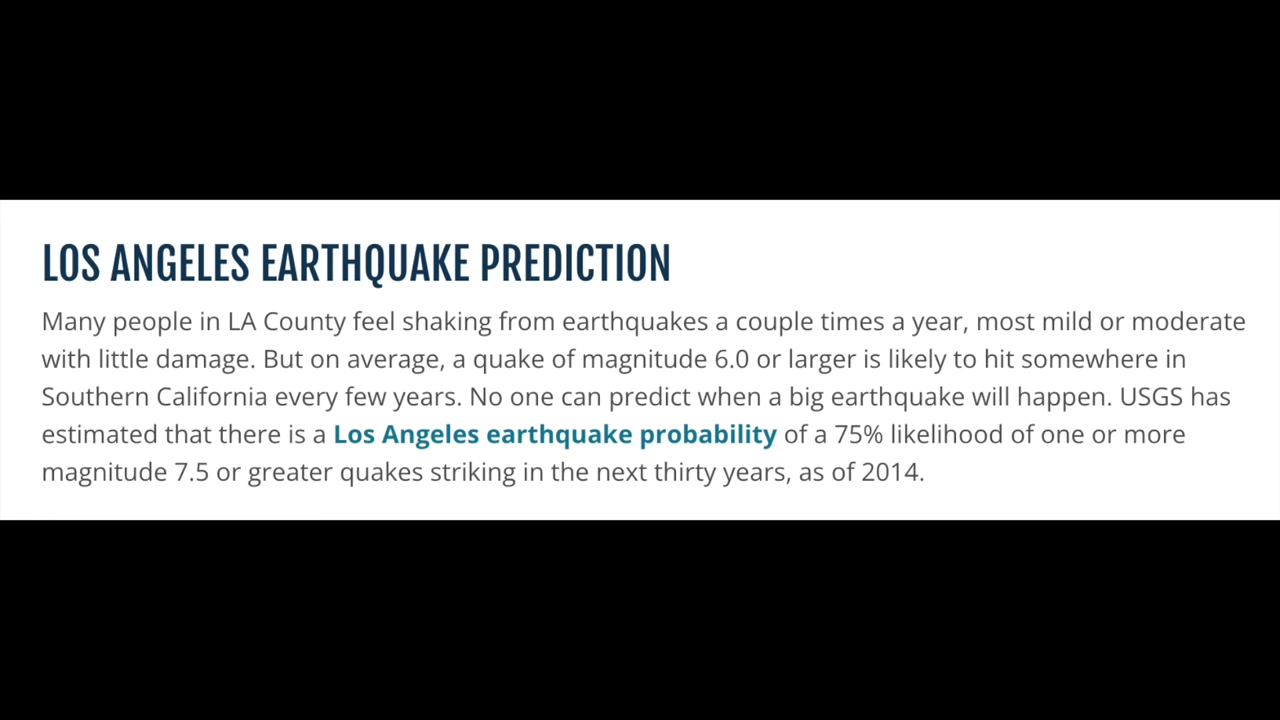 LOS ANGELES EARTHQUAKE PREDICTION
Many people in LA County feel shaking from earthquakes a couple times a year, most mild or moderate
with little damage. But on average, a quake of magnitude 6.0 or larger is likely to hit somewhere in
Southern California every few years. No one can predict when a big earthquake will happen. USGS has
estimated that there is a Los Angeles earthquake probability of a 75% likelihood of one or more
magnitude 7.5 or greater quakes striking in the next thirty years, as of 2014.